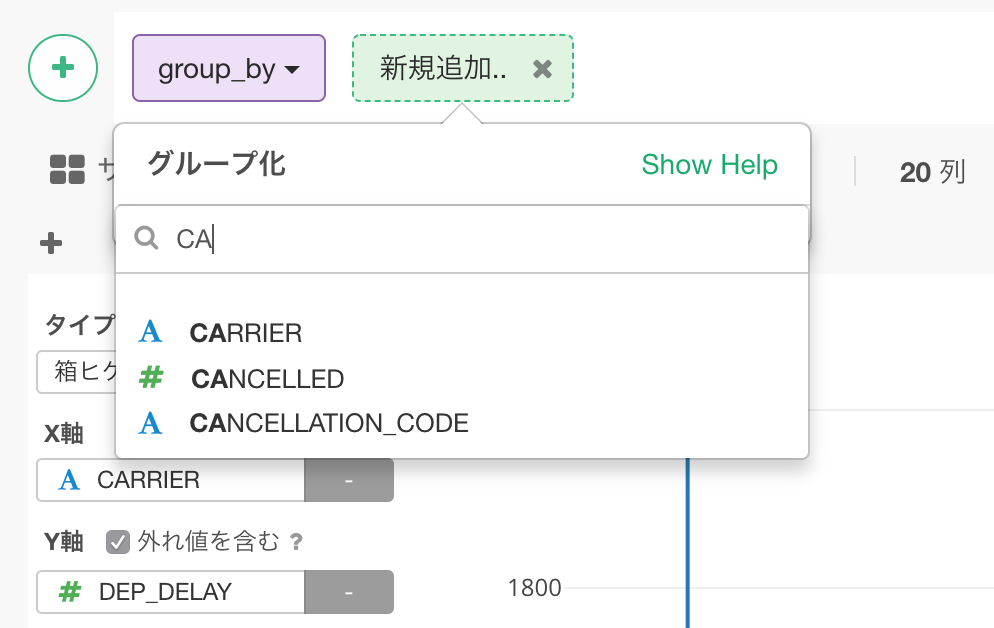 group_by
新規追加..
グループ化 Show Help
サ
20 列
CA
CARRIER
CANCELLED
CANCELLATION_CODE
タイプ
箱ヒゲ
X軸
CARRIER -
Y軸 外れ値を含む ?
DEP_DELAY -
1800